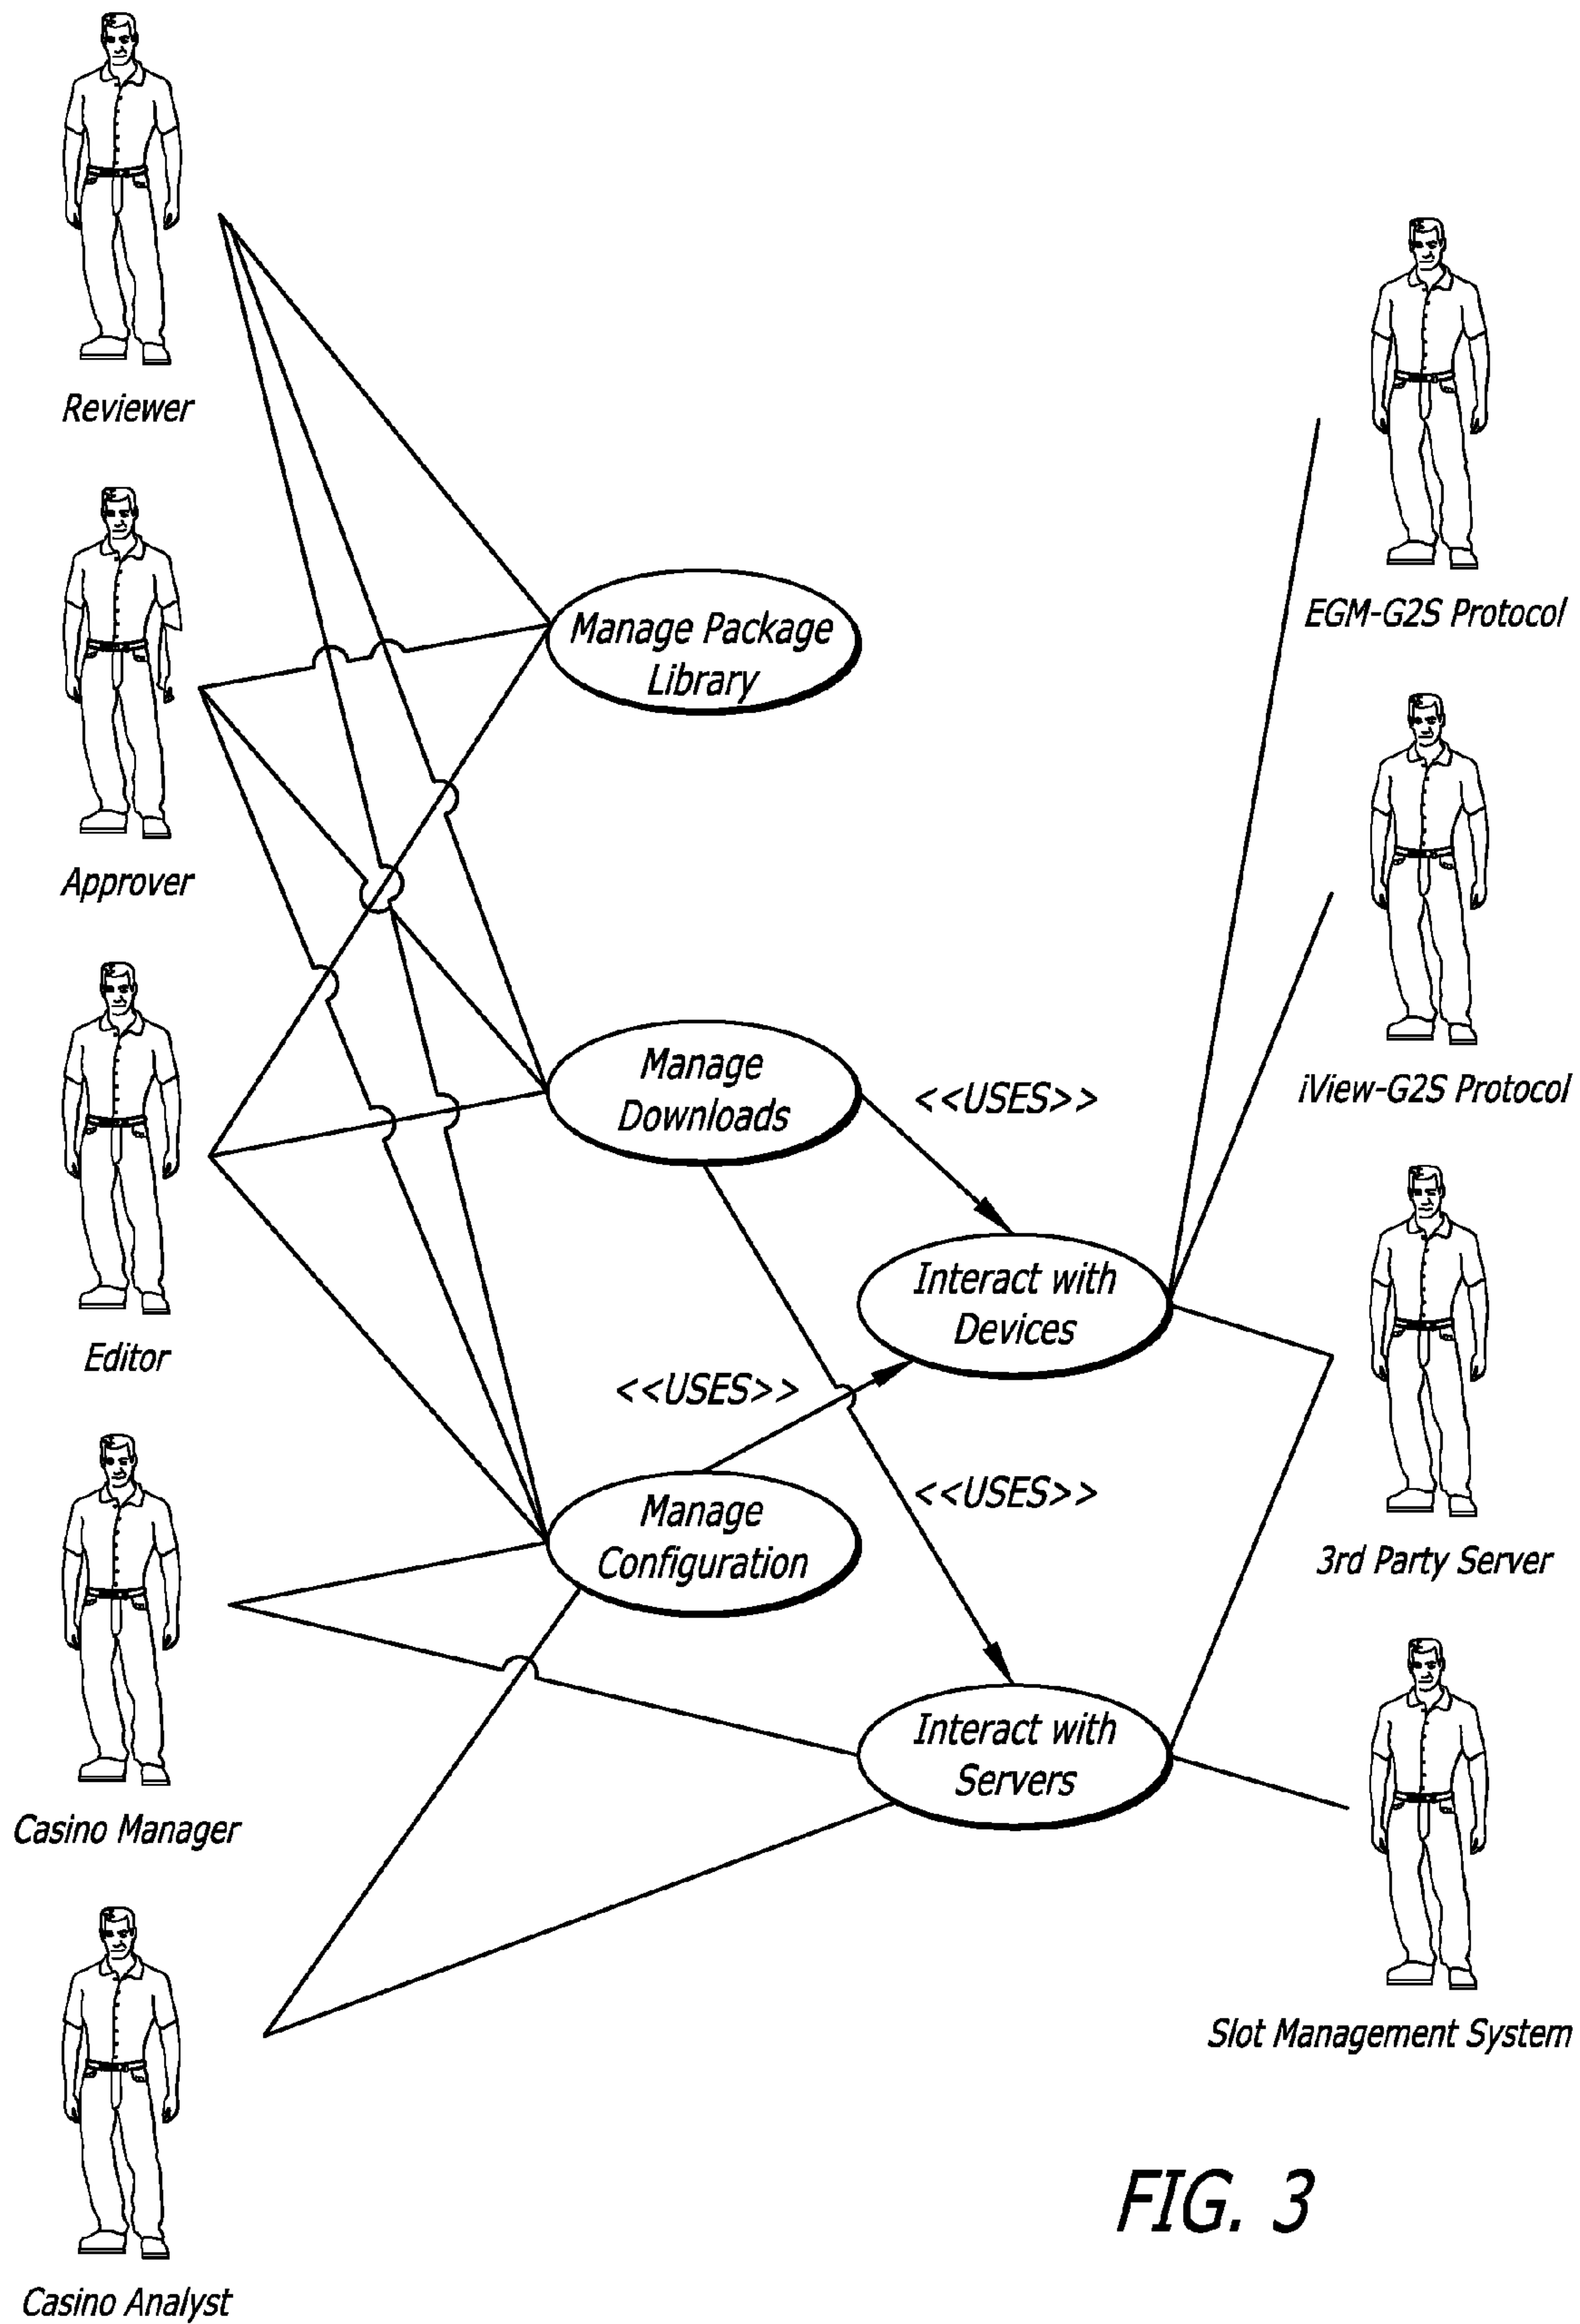 Reviewer
EGM-G2S Protocol
Manage Package
Library
Approver
iView-G2S Protocol
Manage
Downloads
<<USES>>
Interact with
Devices
Editor
<<USES>>
<<USES>>
Manage
Configuration
3rd Party Server
Interact with
Servers
Casino Manager
Slot Management System
FIG. 3
Casino Analyst